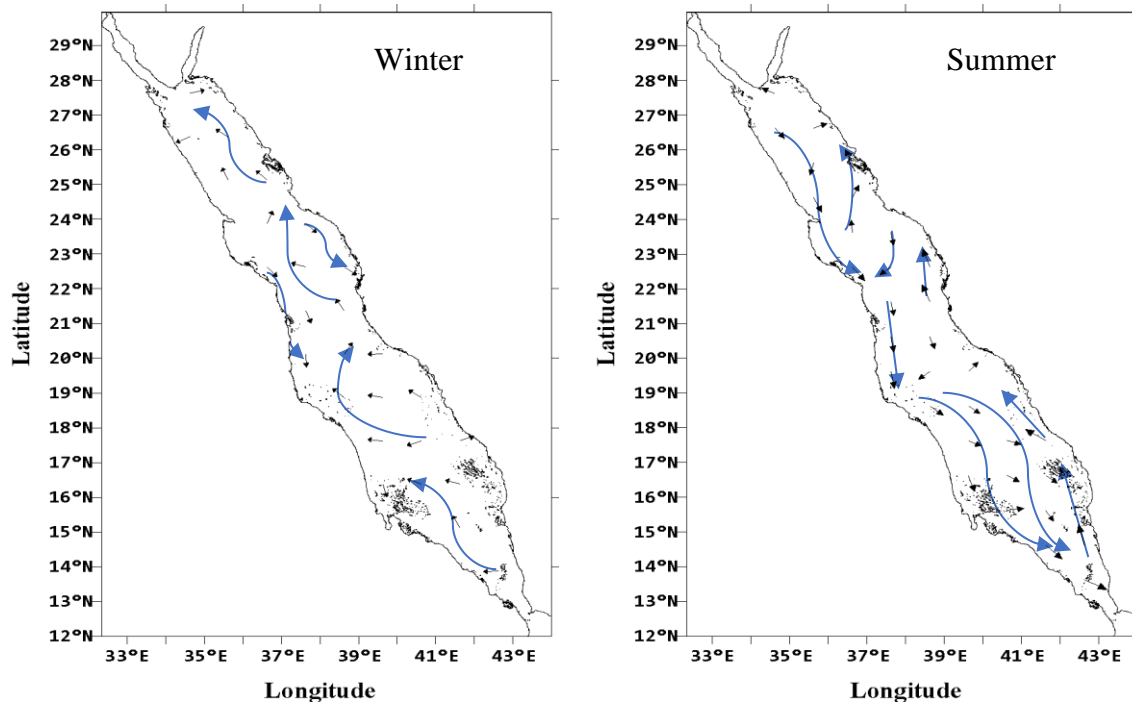 Winter
29°N
28°N
27°N
26°N
25°N
24°N
23°N
22°N
21°N
20°N
19°N
18°N
17°N
16°N
15°N
14°N
13°N
12°N
Latitude
33°E 35°E 37°E 39°E 41°E 43°E
Longitude
Summer
29°N
28°N
27°N
26°N
25°N
24°N
23°N
22°N
21°N
20°N
19°N
18°N
17°N
16°N
15°N
14°N
13°N
12°N
Latitude
33°E 35°E 37°E 39°E 41°E 43°E
Longitude